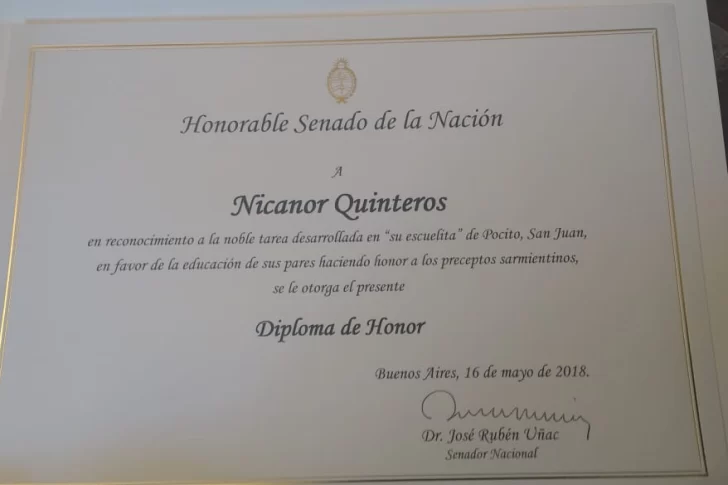 Honorable Senado de la Nación
A
Nicanor Quinteros
en reconocimiento a la noble tarea desarrollada en "su escuelita" de Pocito, San Juan,
en favor de la educación de sus pares haciendo honor a los preceptos sarmientinos,
se le otorga el presente
Diploma de Honor
Buenos Aires, 16 de mayo de 2018.
Dr. José Rubén Uñac
Senador Nacional